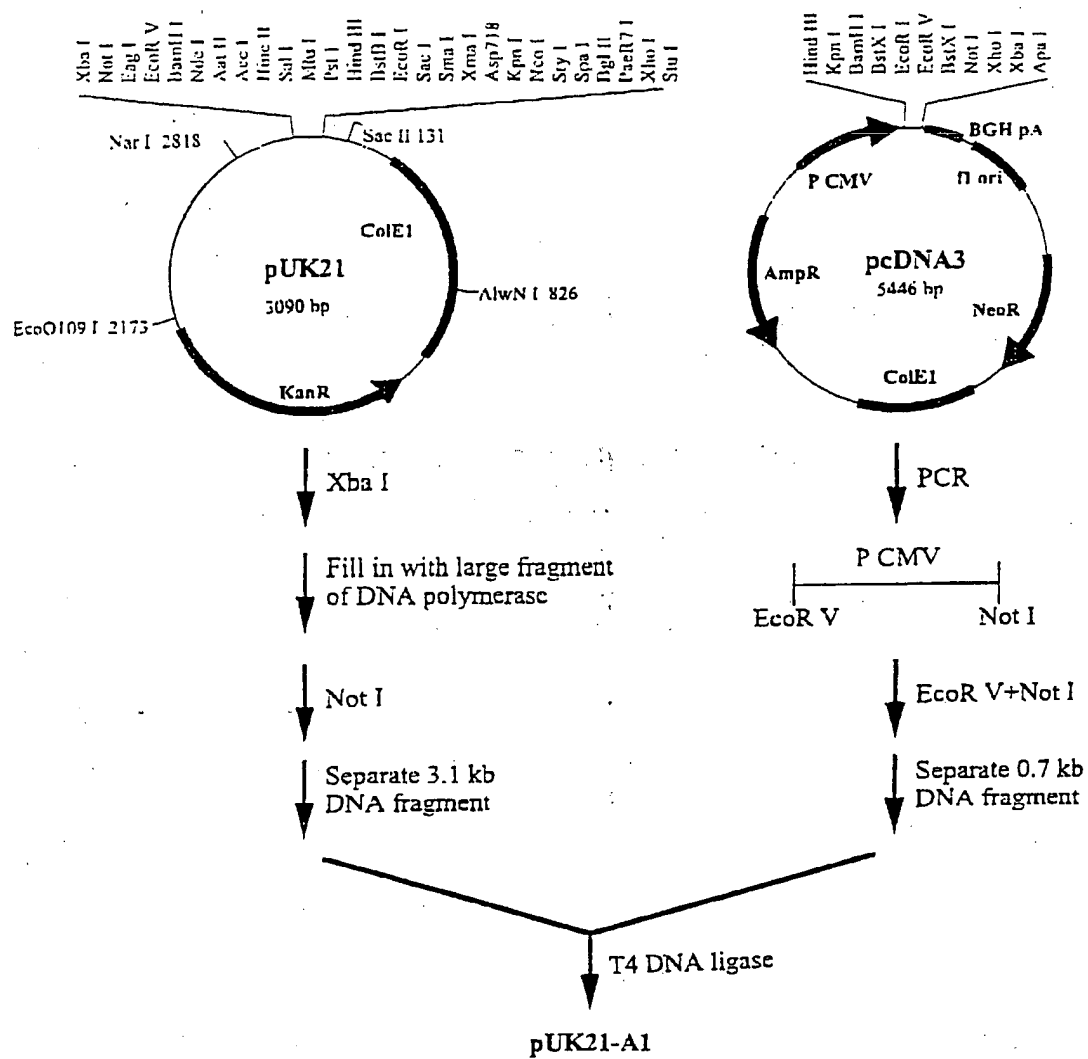 Xba I
Not I
Eag I
EcoR V
BamH I
Nde I
Aat II
Acc I
Hinc II
Sal I
Mlu I
Pst I
Hind III
BstB I
EcoR I
Sac I
Sma I
Xma I
Asp718
Kpn I
Nco I
Sty I
Spa I
Bgl II
PaeR7 I
Xho I
Stu I
Hind III
Kpn I
BamH I
BstX I
EcoR I
EcoR V
BstX I
Not I
Xho I
Xba I
Apa I
Nar I 2818
Sac II 131
ColE1
pUK21
3090 bp
AlwN I 826
EcoO109 I 2173
KanR
BGH pA
P CMV
f1 ori
AmpR
pcDNA3
5446 bp
NeoR
ColE1
Xba I
Fill in with large fragment
of DNA polymerase
Not I
Separate 3.1 kb
DNA fragment
PCR
P CMV
EcoR V
Not I
EcoR V+Not I
Separate 0.7 kb
DNA fragment
T4 DNA ligase
pUK21-A1